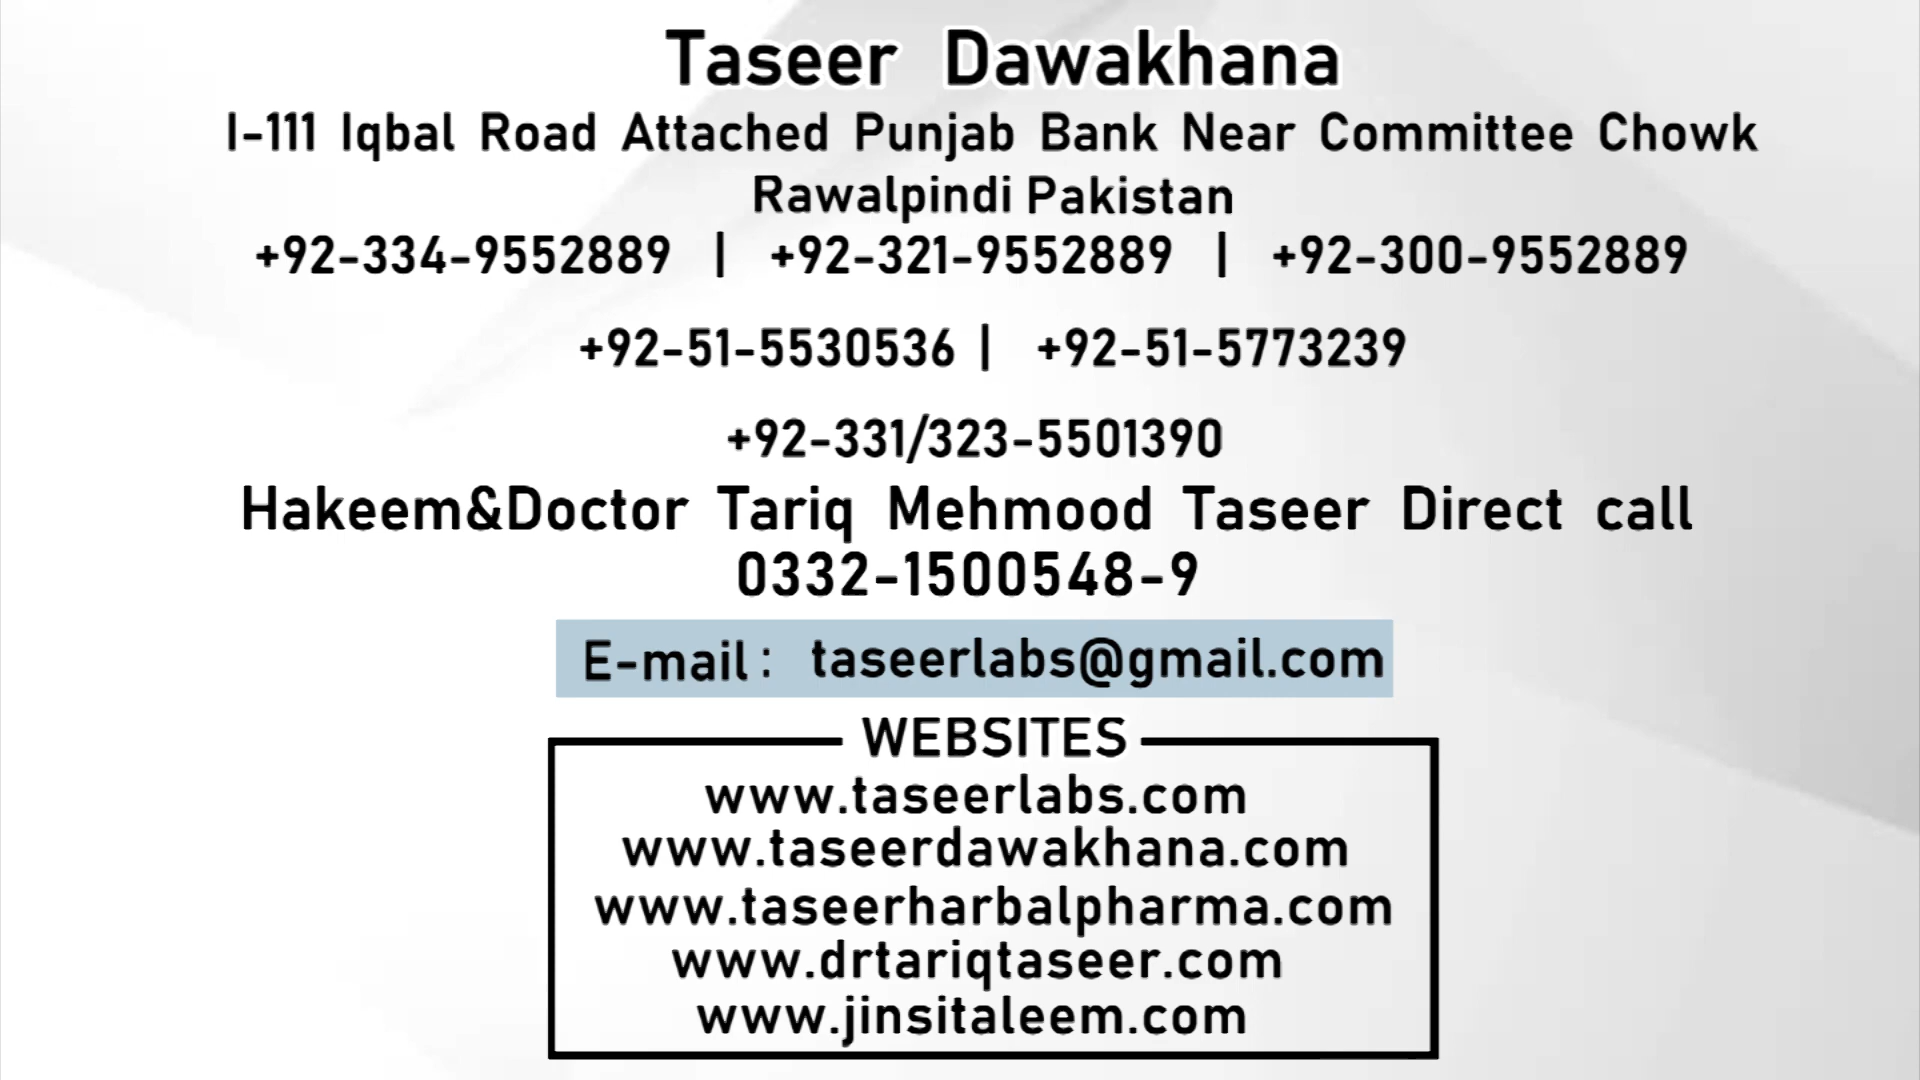 Taseer Dawakhana
I-111 Iqbal Road Attached Punjab Bank Near Committee Chowk
Rawalpindi Pakistan
+92-334-9552889 | +92-321-9552889 | +92-300-9552889
+92-51-5530536 | +92-51-5773239
+92-331/323-5501390
Hakeem&Doctor Tariq Mehmood Taseer Direct call
0332-1500548-9
E-mail: taseerlabs@gmail.com
WEBSITES
www.taseerlabs.com
www.taseerdawakhana.com
www.taseerharbalpharma.com
www.drtariqtaseer.com
www.jinsitaleem.com